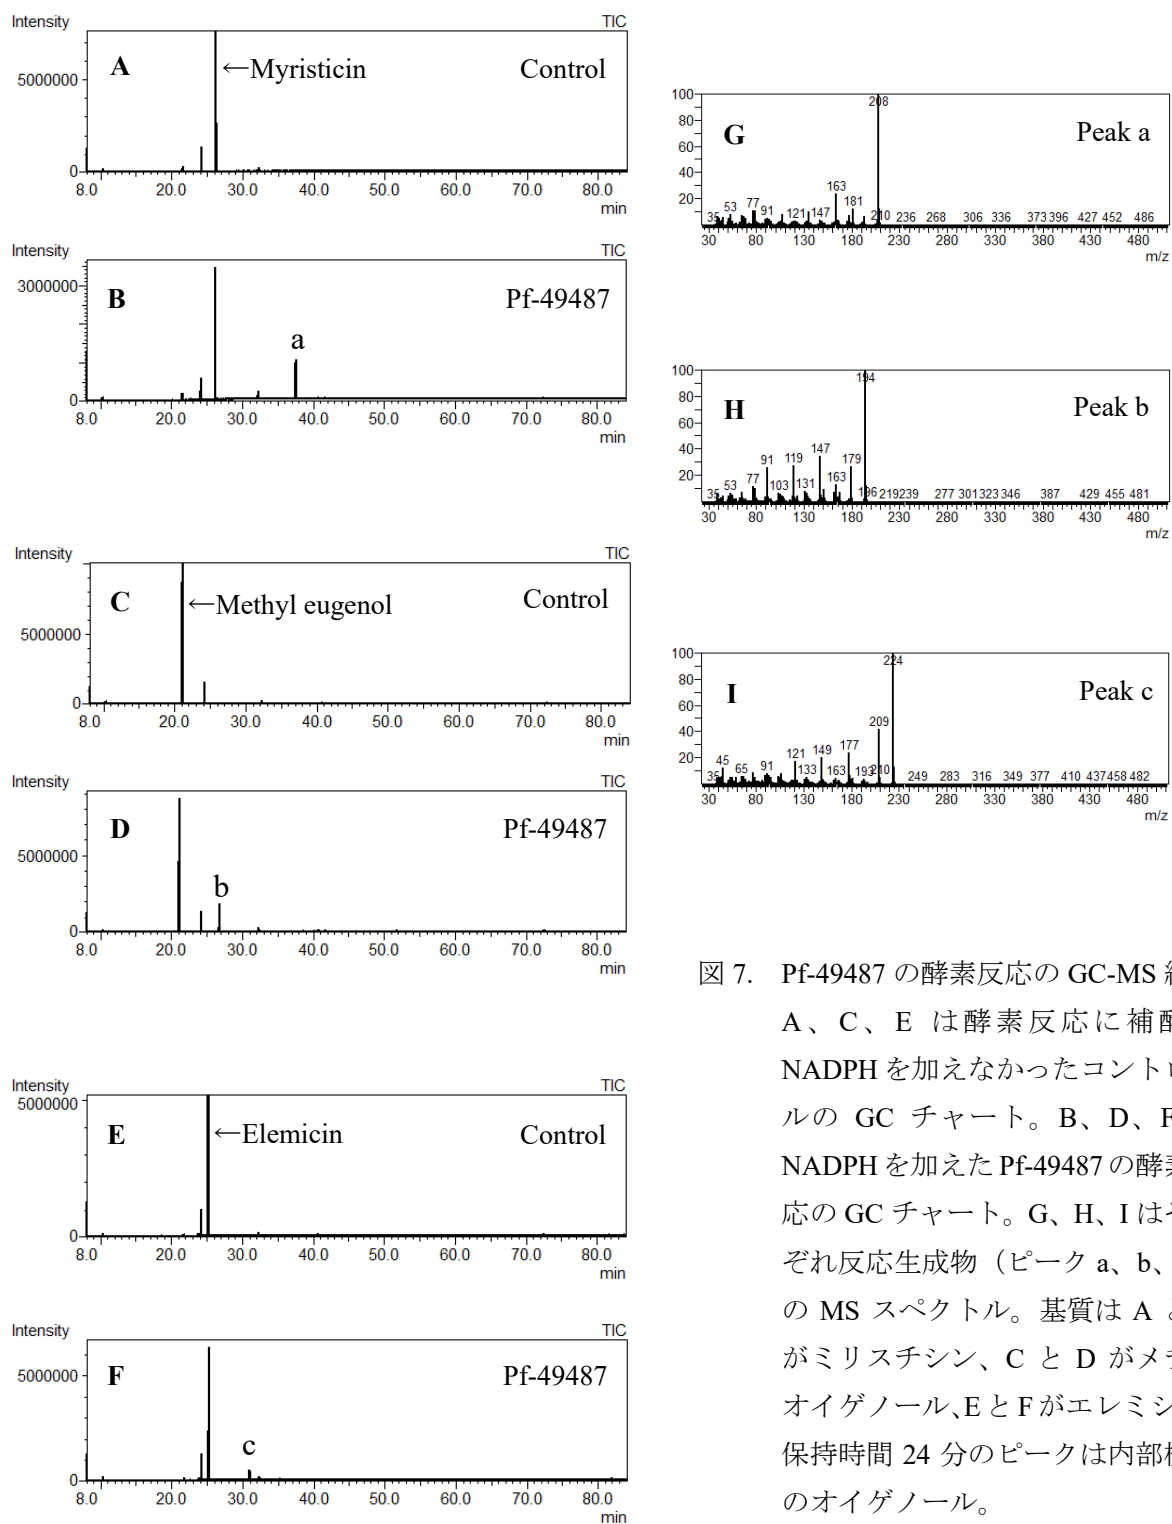 Intensity TIC
A ←Myristicin Control
5000000
0
8.0 20.0 30.0 40.0 50.0 60.0 70.0 80.0
min
Intensity TIC
3000000
B Pf-49487
a
0
8.0 20.0 30.0 40.0 50.0 60.0 70.0 80.0
min
Intensity TIC
C ←Methyl eugenol Control
5000000
0
8.0 20.0 30.0 40.0 50.0 60.0 70.0 80.0
min
Intensity TIC
D Pf-49487
5000000
b
0
8.0 20.0 30.0 40.0 50.0 60.0 70.0 80.0
min
Intensity TIC
5000000
E ←Elemicin Control
0
8.0 20.0 30.0 40.0 50.0 60.0 70.0 80.0
min
Intensity TIC
F Pf-49487
5000000
c
0
8.0 20.0 30.0 40.0 50.0 60.0 70.0 80.0
min
100 208
80 G Peak a
60
40
20 163 181
35 53 77 91 121 147 210 236 268 306 336 373 396 427 452 486
30 80 130 180 230 280 330 380 430 480
m/z
100 194
80 H Peak b
60
40
20 91 119 147 179
35 53 77 103 131 163 196 219 239 277 301 323 346 387 429 455 481
30 80 130 180 230 280 330 380 430 480
m/z
100 224
80 I Peak c
60
40 209
20 45 121 149 177
35 65 91 133 163 193 210 249 283 316 349 377 410 437 458 482
30 80 130 180 230 280 330 380 430 480
m/z
図 7. Pf-49487 の酵素反応の GC-MS
A、C、E は酵素反応に補
NADPH を加えなかったコント
ルの GC チャート。B、D、F
NADPH を加えた Pf-49487 の酵
応の GC チャート。G、H、I は
ぞれ反応生成物（ピーク a、b、
の MS スペクトル。基質は A
がミリスチシン、C と D がメ
オイゲノール、E と F がエレミシ
保持時間 24 分のピークは内部
のオイゲノール。